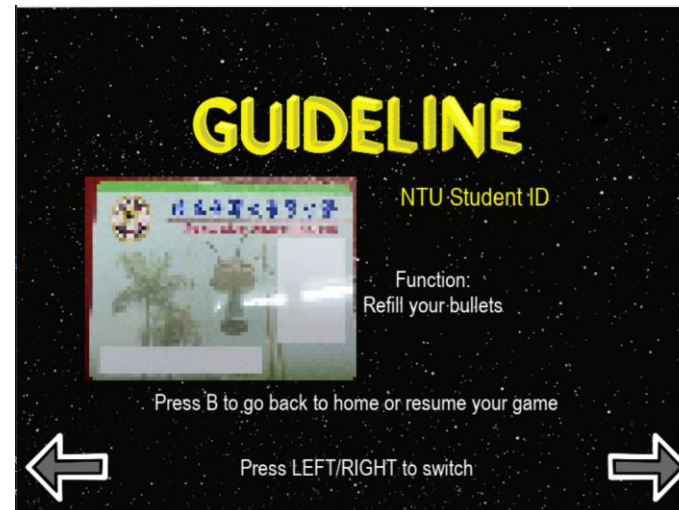 GUIDELINE
NTU Student ID
Function:
Refill your bullets
Press B to go back to home or resume your game
Press LEFT/RIGHT to switch